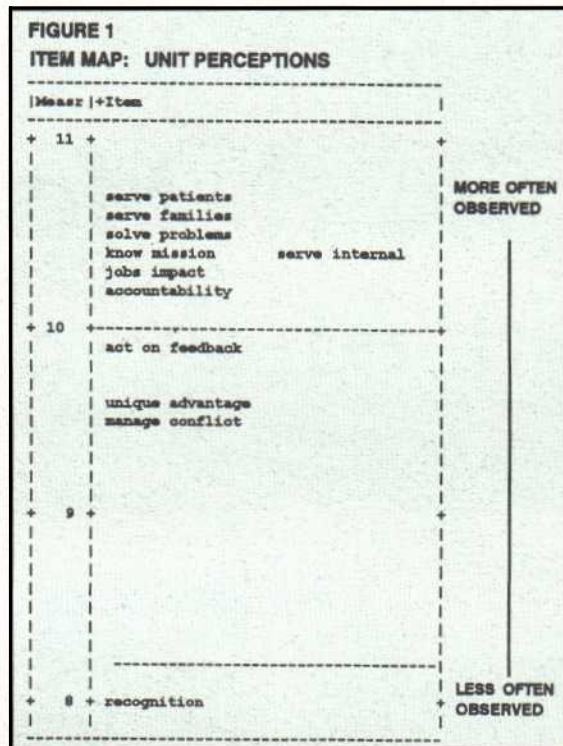 FIGURE 1
ITEM MAP: UNIT PERCEPTIONS
|Measr |+Item |
+ 11 + +
MORE OFTEN
OBSERVED
serve patients
serve families
solve problems
know mission serve internal
jobs impact
accountability
+ 10 +
act on feedback
unique advantage
manage conflict
+ 9 + +
+ 8 + recognition +
LESS OFTEN
OBSERVED